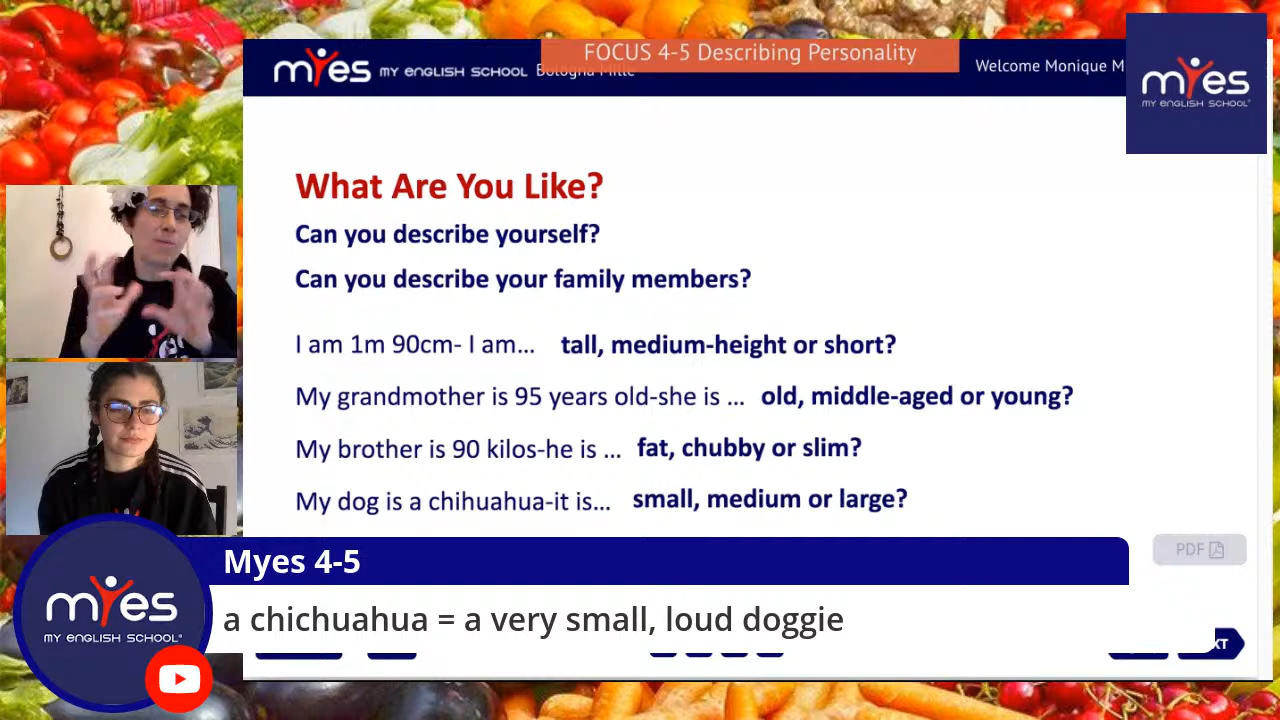 FOCUS 4-5 Describing Personality
myes MY ENGLISH SCHOOL Bologna Mille
Welcome Monique M
myes
MY ENGLISH SCHOOL
What Are You Like?
Can you describe yourself?
Can you describe your family members?
I am 1m 90cm- I am... tall, medium-height or short?
My grandmother is 95 years old-she is ... old, middle-aged or young?
My brother is 90 kilos-he is ... fat, chubby or slim?
My dog is a chihuahua-it is... small, medium or large?
PDF
Myes 4-5
a chichuahua = a very small, loud doggie
myes
MY ENGLISH SCHOOL
XT